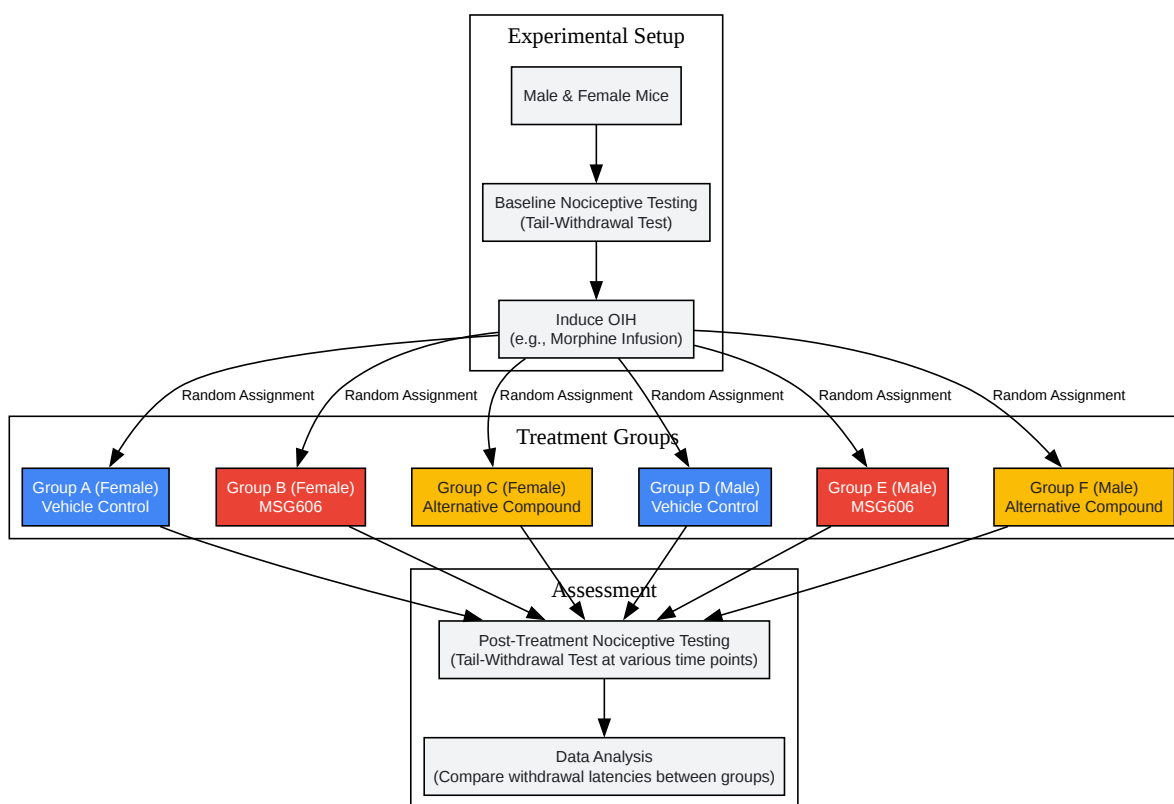 Experimental Setup
Male & Female Mice
Baseline Nociceptive Testing
(Tail-Withdrawal Test)
Induce OIH
(e.g., Morphine Infusion)
Random Assignment
Random Assignment
Random Assignment
Random Assignment
Random Assignment
Random Assignment
Treatment Groups
Group A (Female)
Vehicle Control
Group B (Female)
MSG606
Group C (Female)
Alternative Compound
Group D (Male)
Vehicle Control
Group E (Male)
MSG606
Group F (Male)
Alternative Compound
Assessment
Post-Treatment Nociceptive Testing
(Tail-Withdrawal Test at various time points)
Data Analysis
(Compare withdrawal latencies between groups)